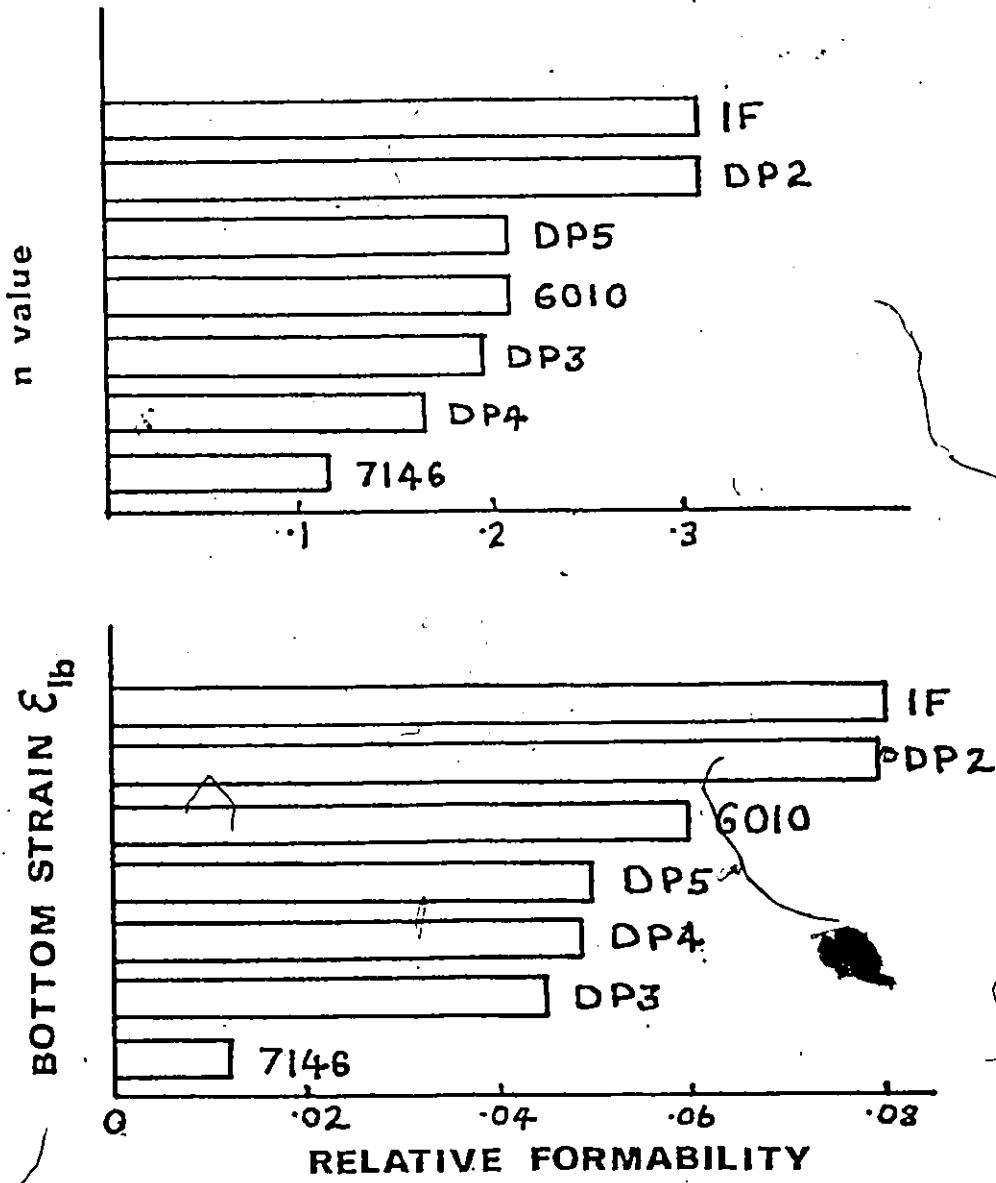 n value
IF
DP2
DP5
6010
DP3
DP4
7146
.1 .2 .3
BOTTOM STRAIN Ɛlb
IF
DP2
6010
DP5
DP4
DP3
7146
0 .02 .04 .06 .08
RELATIVE FORMABILITY